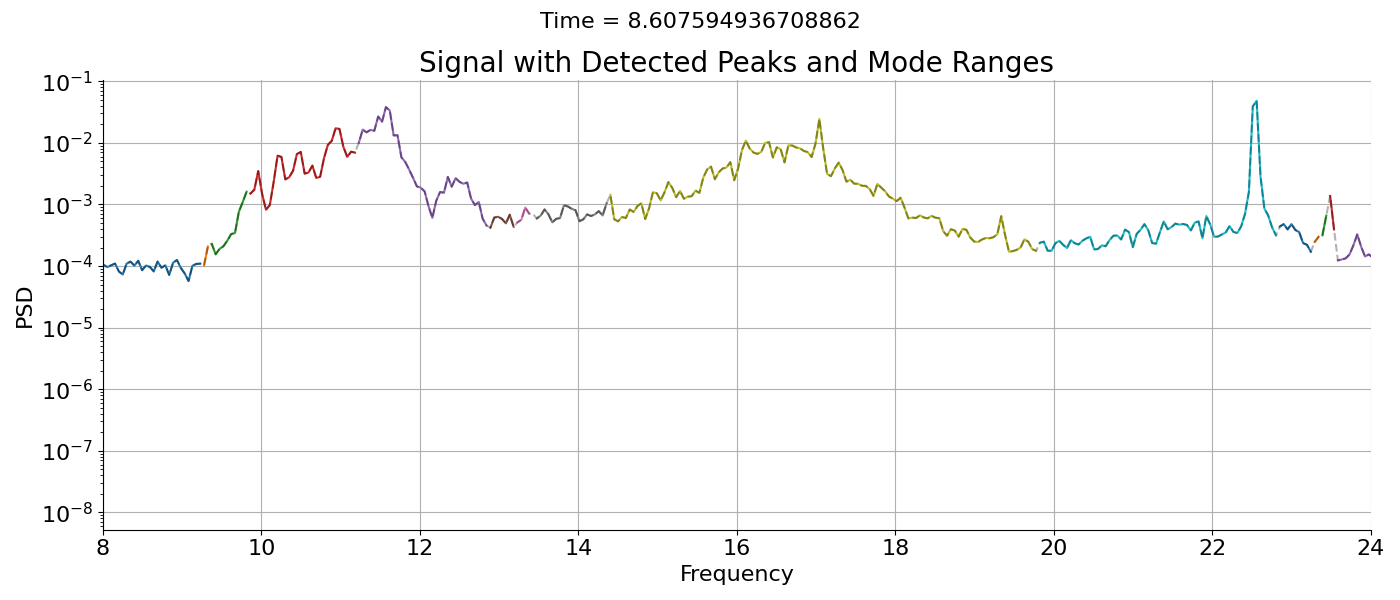 Time = 8.607594936708862
Signal with Detected Peaks and Mode Ranges
PSD
10⁻¹
10⁻²
10⁻³
10⁻⁴
10⁻⁵
10⁻⁶
10⁻⁷
10⁻⁸
8 10 12 14 16 18 20 22 24
Frequency